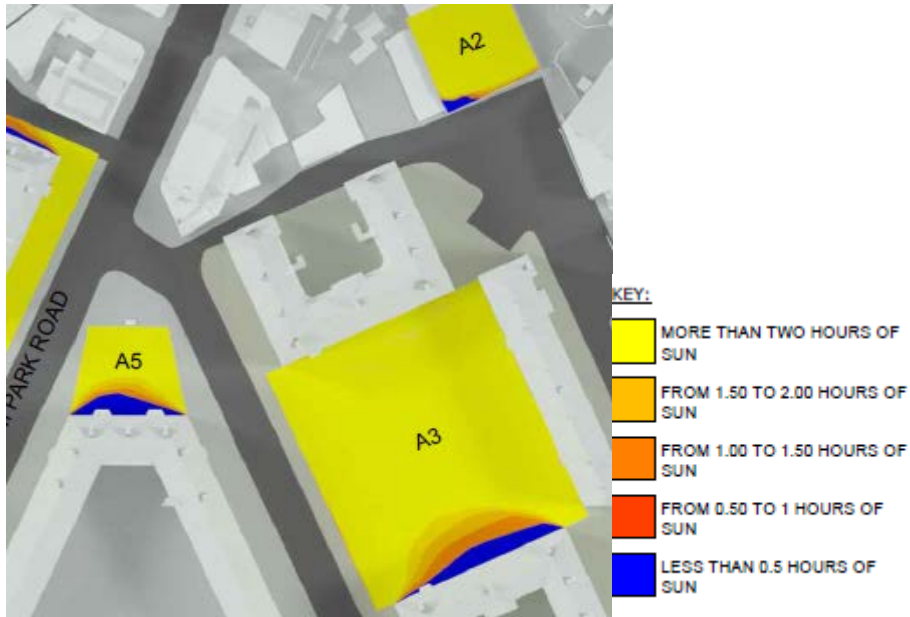 A2
PARK ROAD
A5
A3
KEY:
MORE THAN TWO HOURS OF
SUN
FROM 1.50 TO 2.00 HOURS OF
SUN
FROM 1.00 TO 1.50 HOURS OF
SUN
FROM 0.50 TO 1 HOURS OF
SUN
LESS THAN 0.5 HOURS OF
SUN